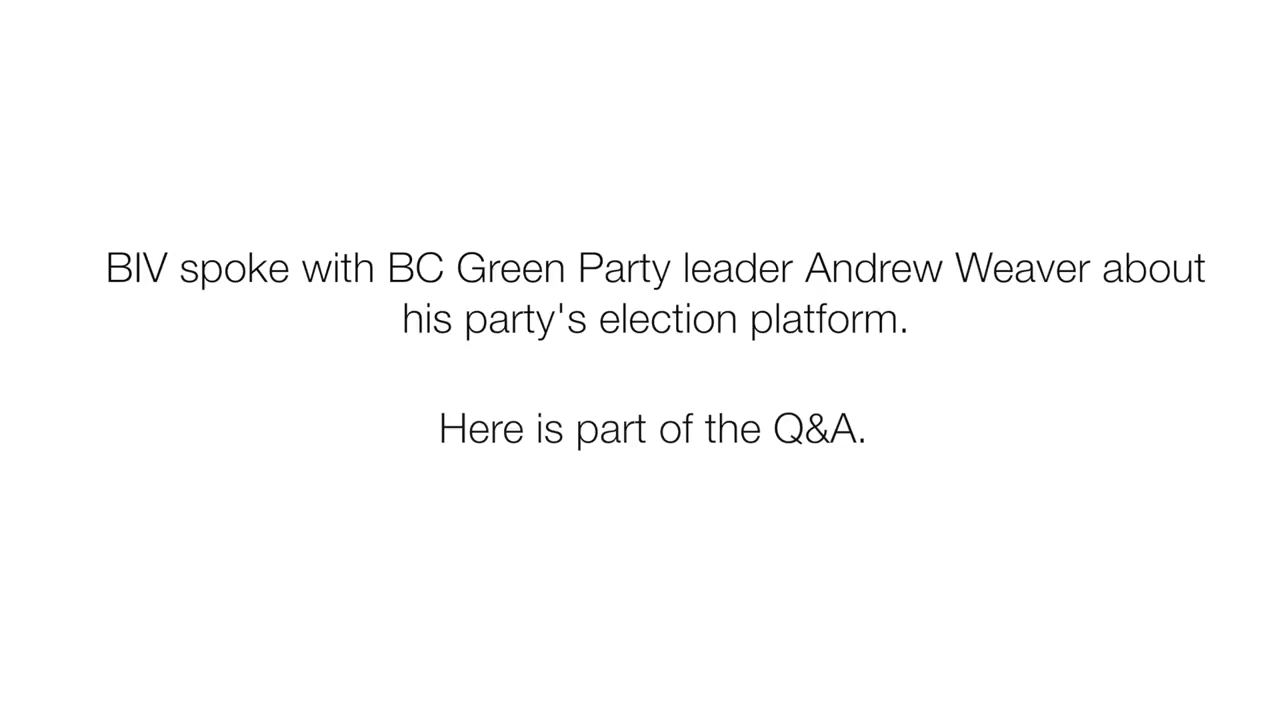 BIV spoke with BC Green Party leader Andrew Weaver about
his party's election platform.
Here is part of the Q&A.